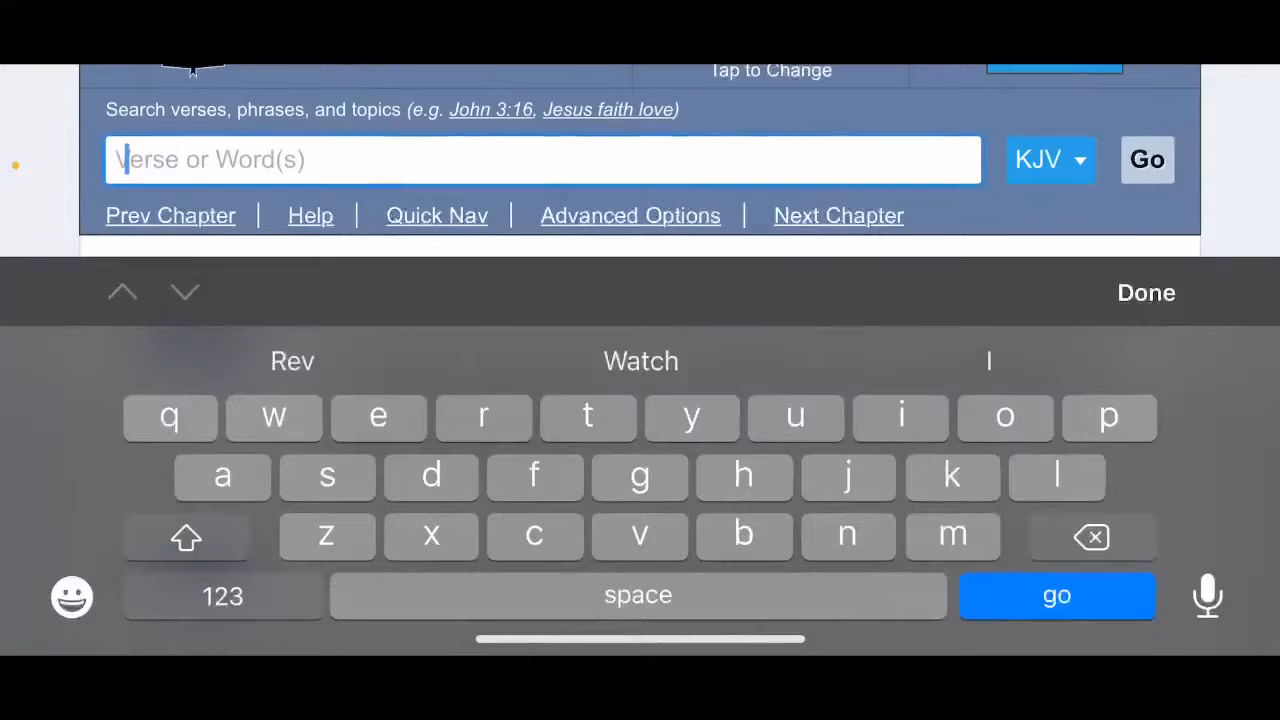 Tap to Change
Search verses, phrases, and topics (e.g. John 3:16, Jesus faith love)
Verse or Word(s) KJV Go
Prev Chapter | Help | Quick Nav | Advanced Options | Next Chapter
Done
Rev Watch I
q w e r t y u i o p
a s d f g h j k l
z x c v b n m
123 space go